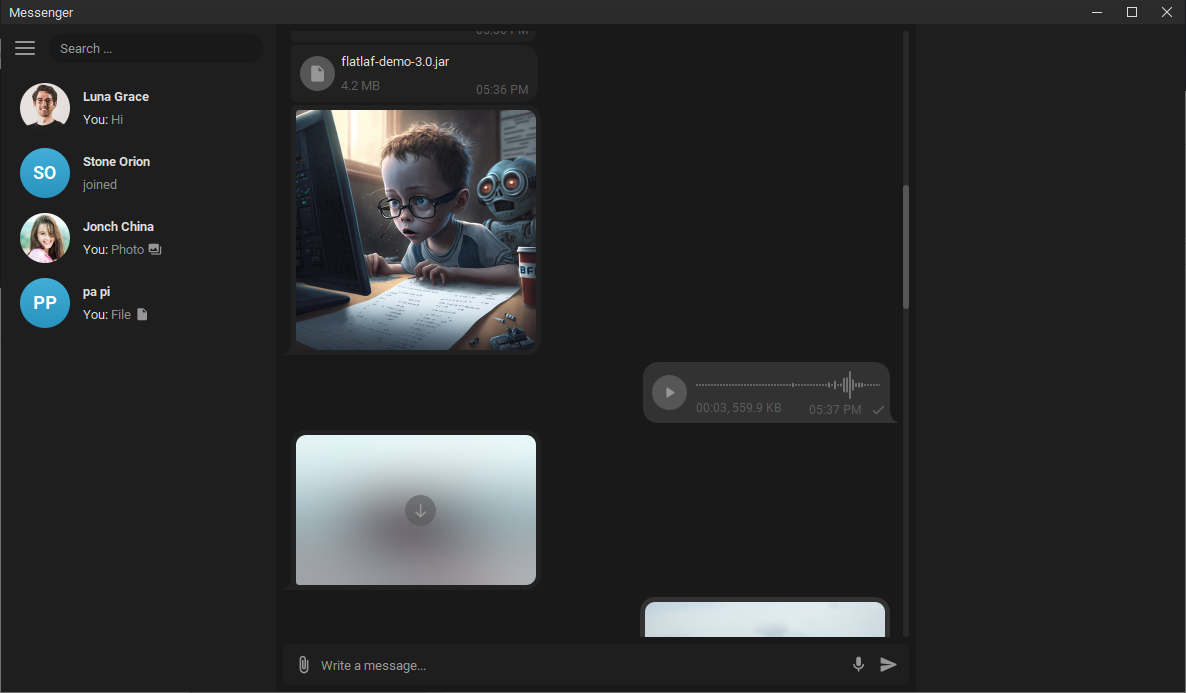 Messenger
Search ...
Luna Grace
You: Hi
SO
Stone Orion
joined
Jonch China
You: Photo
PP
pa pi
You: File
flatlaf-demo-3.0.jar
4.2 MB
05:36 PM
00:03, 559.9 KB
05:37 PM
Write a message...